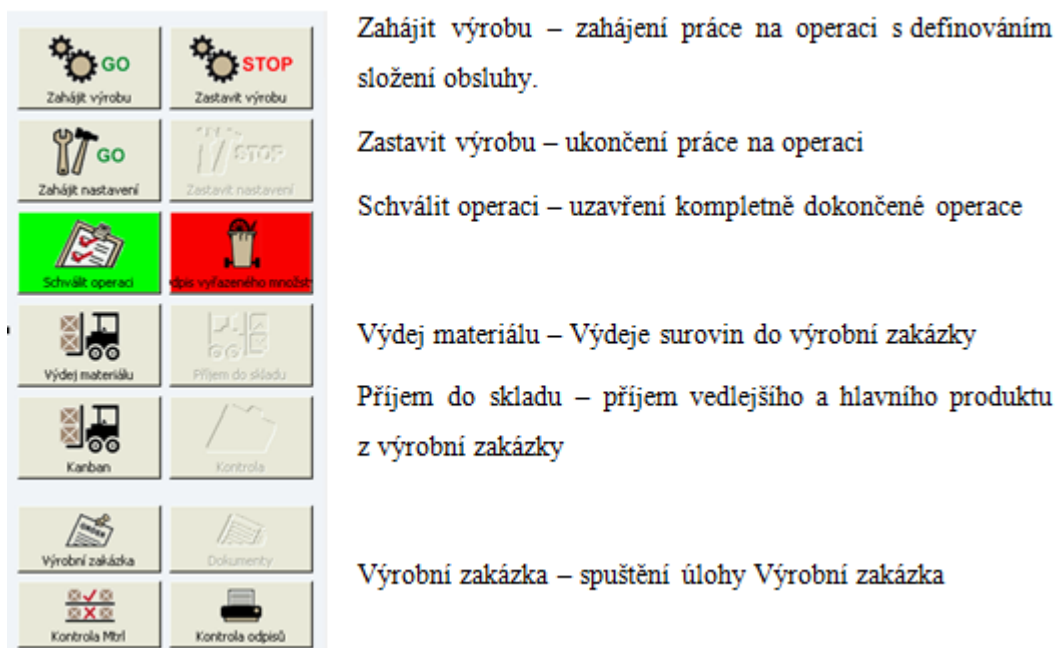 GO
STOP
Zahájit výrobu
Zastavit výrobu
GO
STOP
Zahájit nastavení
Zastavit nastavení
Schválit operaci
dpis vyřazeného množst
Výdej materiálu
Příjem do skladu
Kanban
Kontrola
Výrobní zakázka
Dokumenty
Kontrola Mtrl
Kontrola odpisů
Zahájit výrobu – zahájení práce na operaci s definováním
složení obsluhy.
Zastavit výrobu – ukončení práce na operaci
Schválit operaci – uzavření kompletně dokončené operace
Výdej materiálu – Výdeje surovin do výrobní zakázky
Příjem do skladu – příjem vedlejšího a hlavního produktu
z výrobní zakázky
Výrobní zakázka – spuštění úlohy Výrobní zakázka